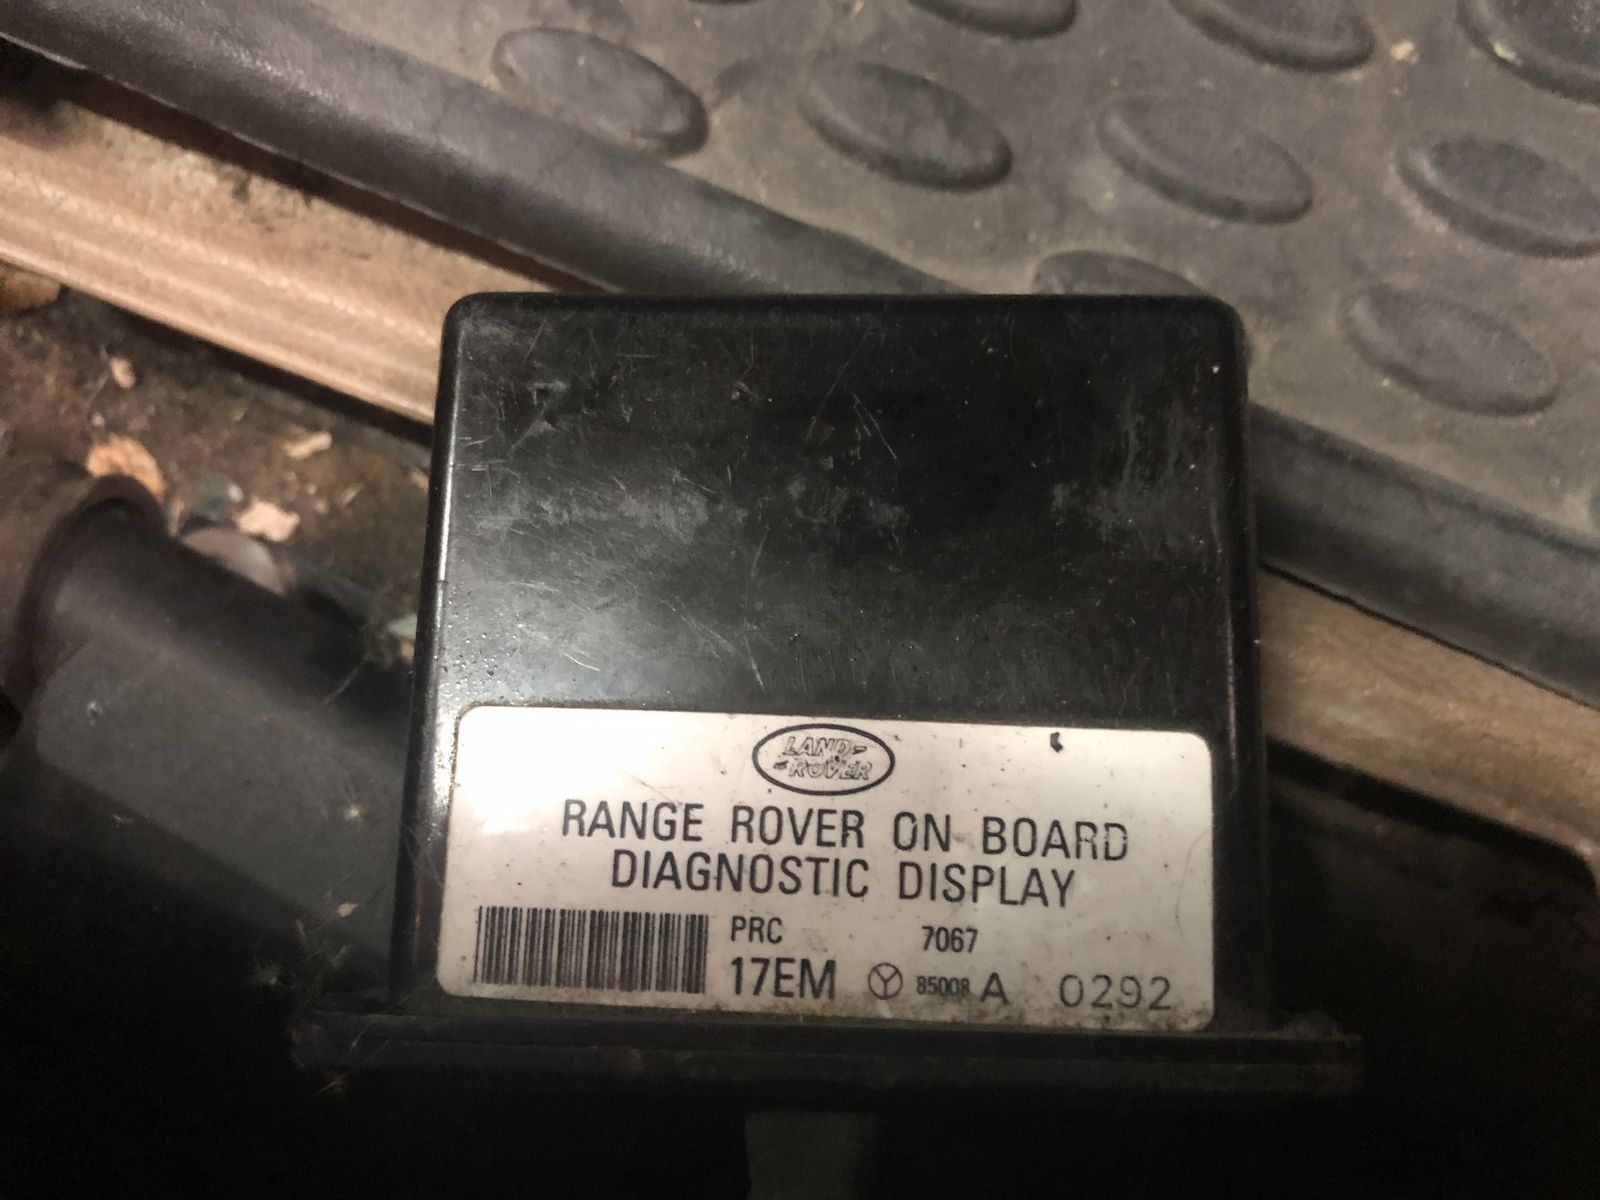 LAND-
ROVER
RANGE ROVER ON BOARD
DIAGNOSTIC DISPLAY
PRC 7067
17EM 85008 A 0292